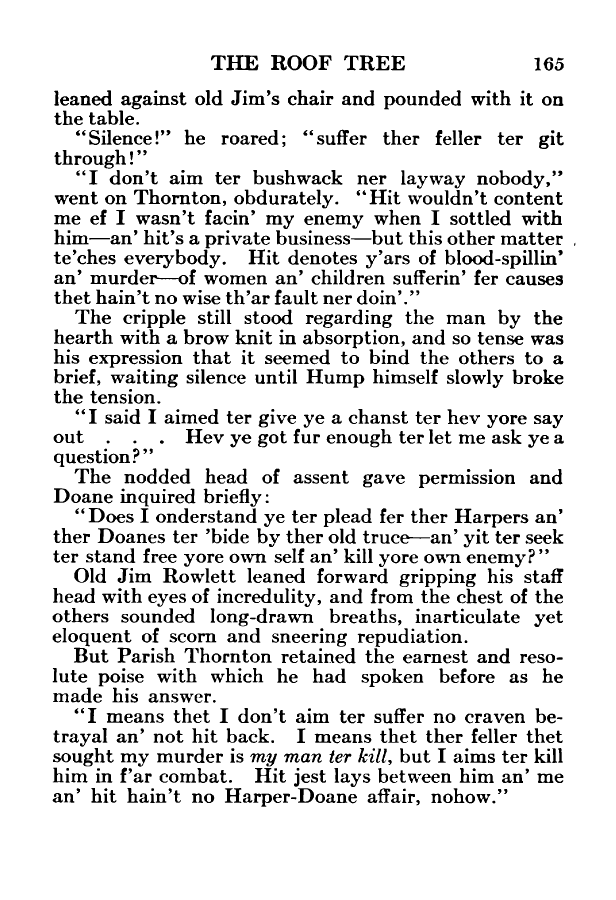 THE ROOF TREE 165
leaned against old Jim's chair and pounded with it on
the table.
"Silence!" he roared; "suffer ther feller ter git
through!"
"I don't aim ter bushwack ner layway nobody,"
went on Thornton, obdurately. "Hit wouldn't content
me ef I wasn't facin' my enemy when I sottled with
him—an' hit's a private business—but this other matter
te'ches everybody. Hit denotes y'ars of blood-spillin'
an' murder—of women an' children sufferin' fer causes
thet hain't no wise th'ar fault ner doin'."
The cripple still stood regarding the man by the
hearth with a brow knit in absorption, and so tense was
his expression that it seemed to bind the others to a
brief, waiting silence until Hump himself slowly broke
the tension.
"I said I aimed ter give ye a chanst ter hev yore say
out . . . Hev ye got fur enough ter let me ask ye a
question?"
The nodded head of assent gave permission and
Doane inquired briefly:
"Does I onderstand ye ter plead fer ther Harpers an'
ther Doanes ter 'bide by ther old truce—an' yit ter seek
ter stand free yore own self an' kill yore own enemy?"
Old Jim Rowlett leaned forward gripping his staff
head with eyes of incredulity, and from the chest of the
others sounded long-drawn breaths, inarticulate yet
eloquent of scorn and sneering repudiation.
But Parish Thornton retained the earnest and reso-
lute poise with which he had spoken before as he
made his answer.
"I means thet I don't aim ter suffer no craven be-
trayal an' not hit back. I means thet ther feller thet
sought my murder is my man ter kill, but I aims ter kill
him in f'ar combat. Hit jest lays between him an' me
an' hit hain't no Harper-Doane affair, nohow."